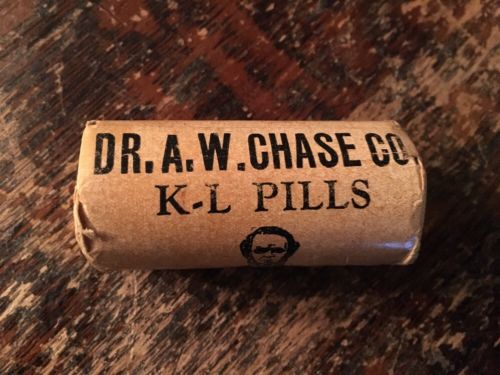 DR. A. W. CHASE CO.
K-L PILLS